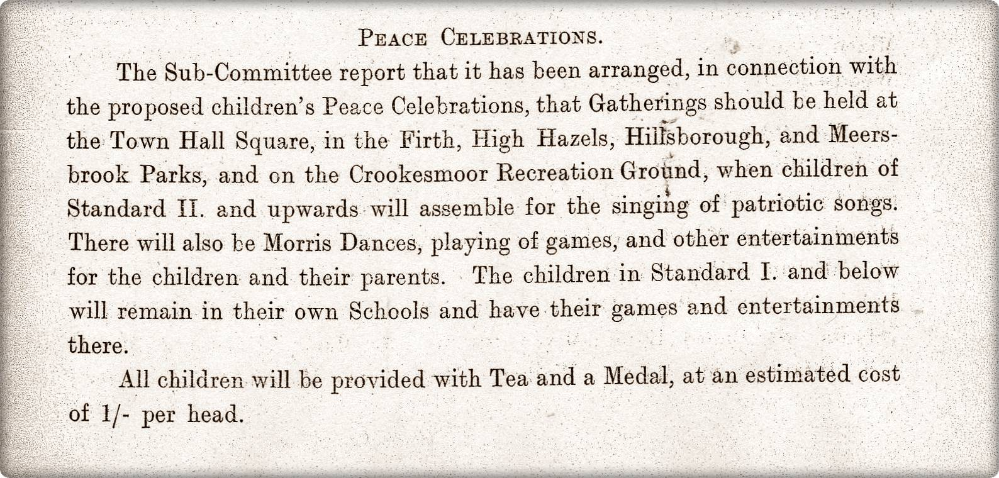 PEACE CELEBRATIONS.
The Sub-Committee report that it has been arranged, in connection with
the proposed children's Peace Celebrations, that Gatherings should be held at
the Town Hall Square, in the Firth, High Hazels, Hillsborough, and Meers-
brook Parks, and on the Crookesmoor Recreation Ground, when children of
Standard II. and upwards will assemble for the singing of patriotic songs.
There will also be Morris Dances, playing of games, and other entertainments
for the children and their parents. The children in Standard I. and below
will remain in their own Schools and have their games and entertainments
there.
All children will be provided with Tea and a Medal, at an estimated cost
of 1/- per head.